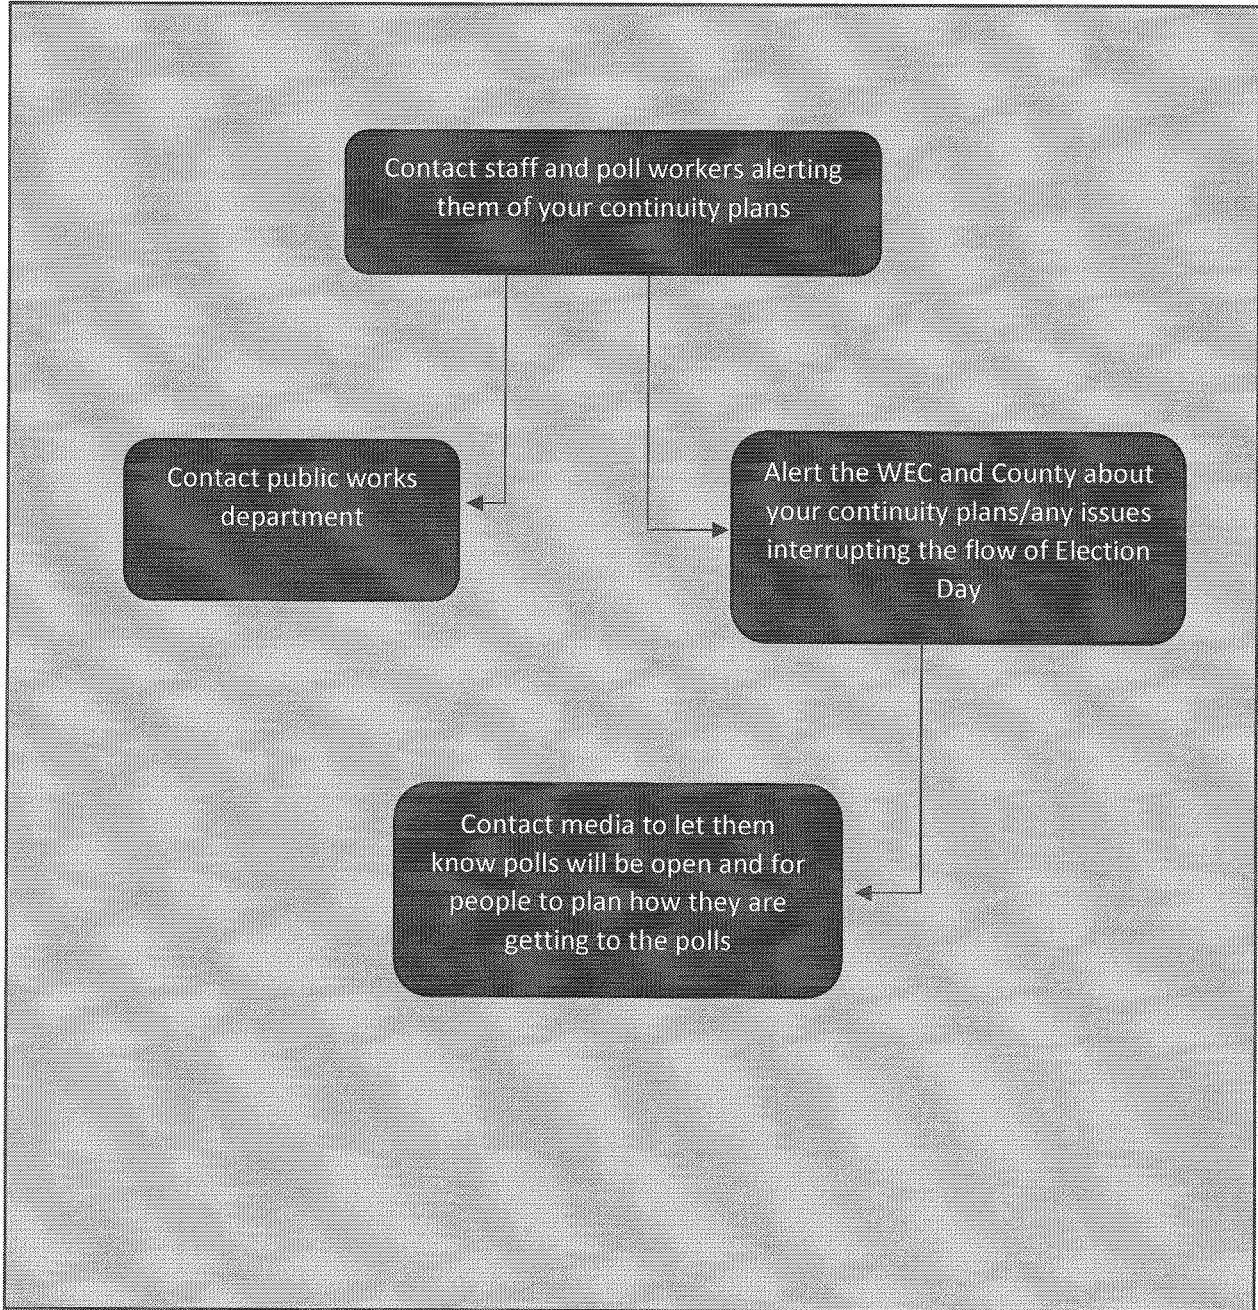 Contact staff and poll workers alerting
them of your continuity plans
Contact public works
department
Alert the WEC and County about
your continuity plans/any issues
interrupting the flow of Election
Day
Contact media to let them
know polls will be open and for
people to plan how they are
getting to the polls